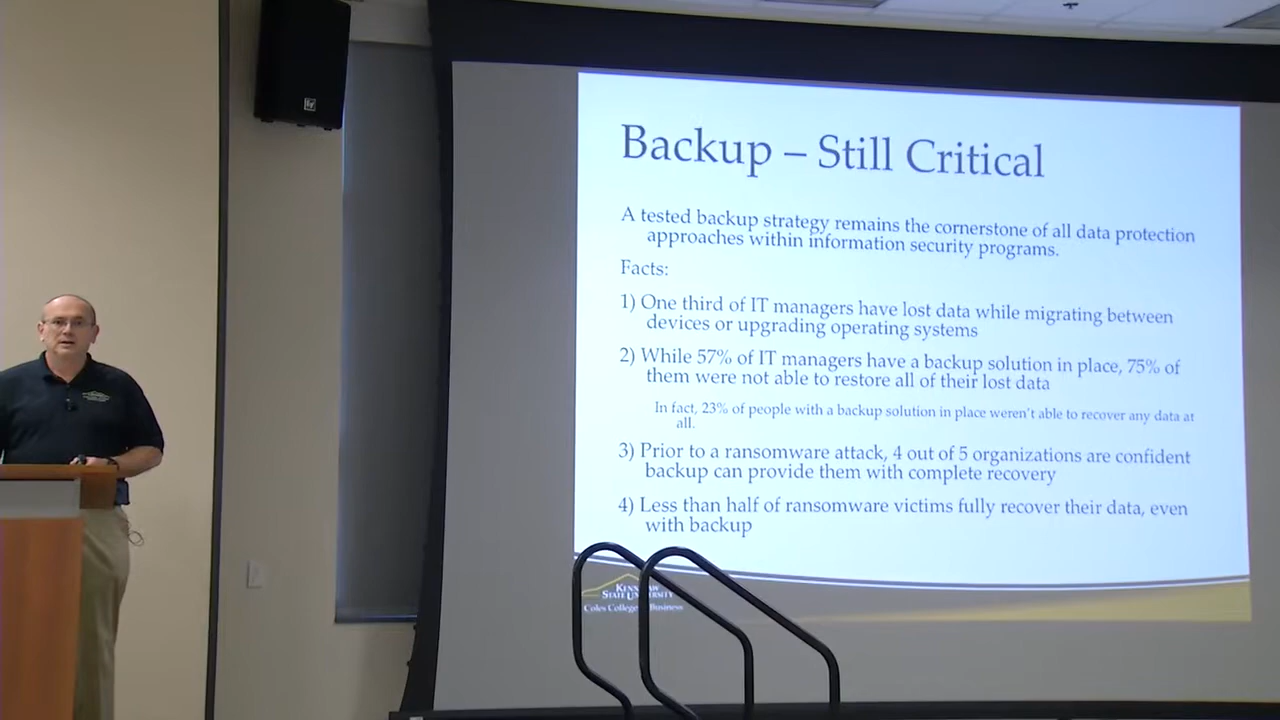 Backup – Still Critical
A tested backup strategy remains the cornerstone of all data protection
approaches within information security programs.
Facts:
1) One third of IT managers have lost data while migrating between
devices or upgrading operating systems
2) While 57% of IT managers have a backup solution in place, 75% of
them were not able to restore all of their lost data
In fact, 23% of people with a backup solution in place weren't able to recover any data at
all.
3) Prior to a ransomware attack, 4 out of 5 organizations are confident
backup can provide them with complete recovery
4) Less than half of ransomware victims fully recover their data, even
with backup
STATE UNIVERSITY
Coles College Business